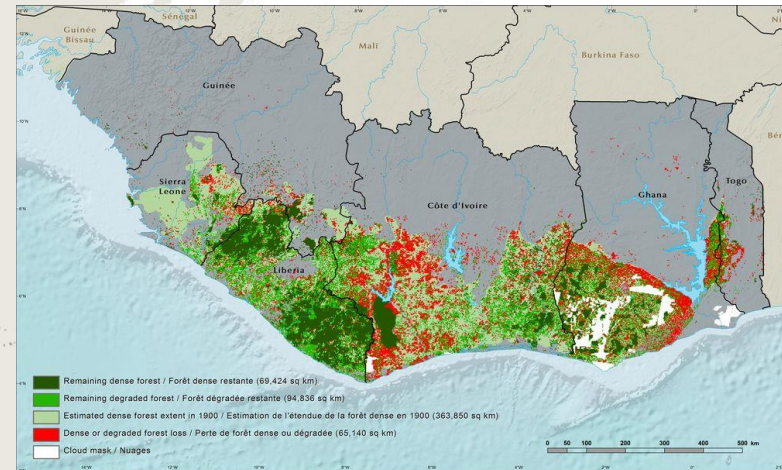 Sénégal
Guinée
Bissau
Mali
Burkina Faso
Guinée
Sierra
Leone
Côte d'Ivoire
Ghana
Togo
Liberia
Remaining dense forest / Forêt dense restante (69,424 sq km)
Remaining degraded forest / Forêt dégradée restante (94,836 sq km)
Estimated dense forest extent in 1900 / Estimation de l'étendue de la forêt dense en 1900 (363,850 sq km)
Dense or degraded forest loss / Perte de forêt dense ou dégradée (65,140 sq km)
Cloud mask / Nuages
0 50 100 200 300 400 500 km